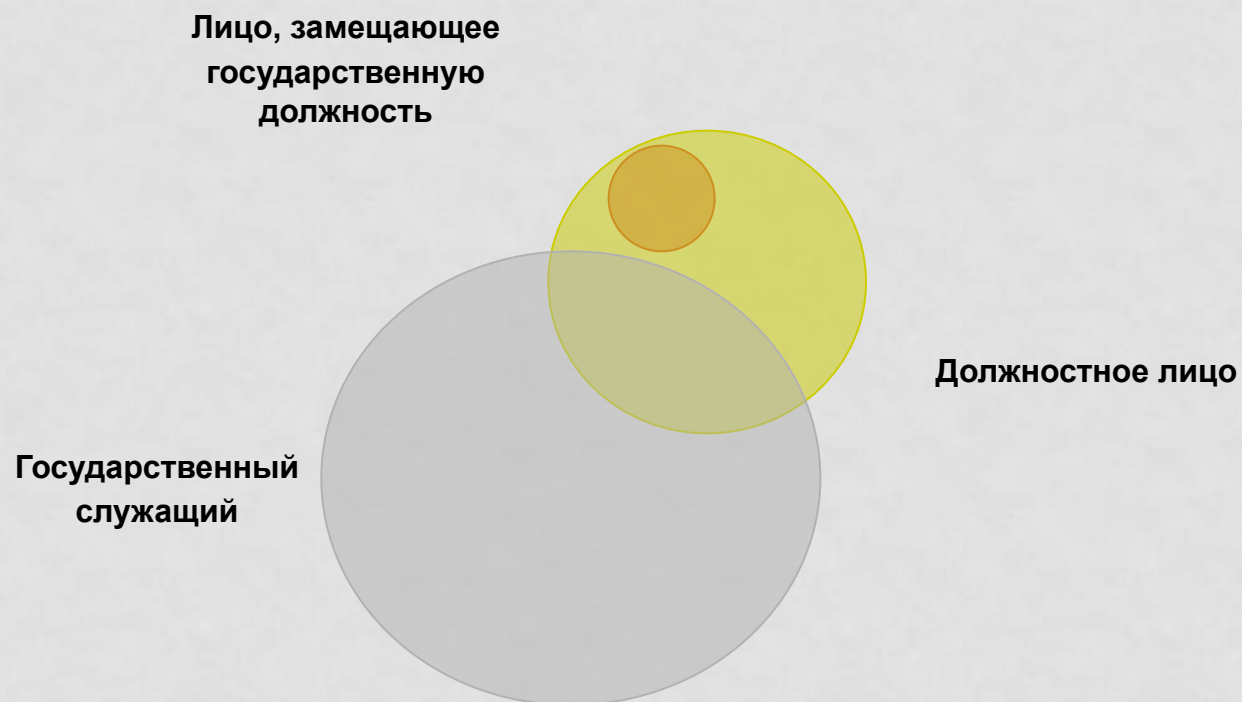 Лицо, замещающее
государственную
должность
Должностное лицо
Государственный
служащий